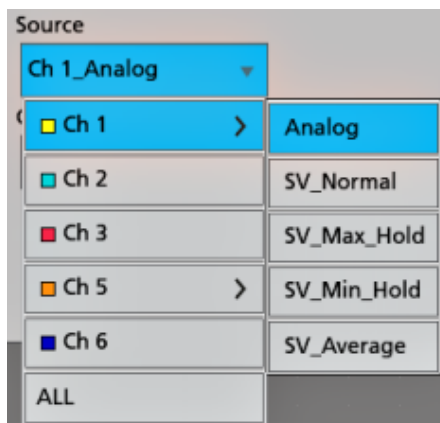 Source
Ch 1_Analog
Ch 1
Analog
Ch 2
SV_Normal
Ch 3
SV_Max_Hold
Ch 5
SV_Min_Hold
Ch 6
SV_Average
ALL